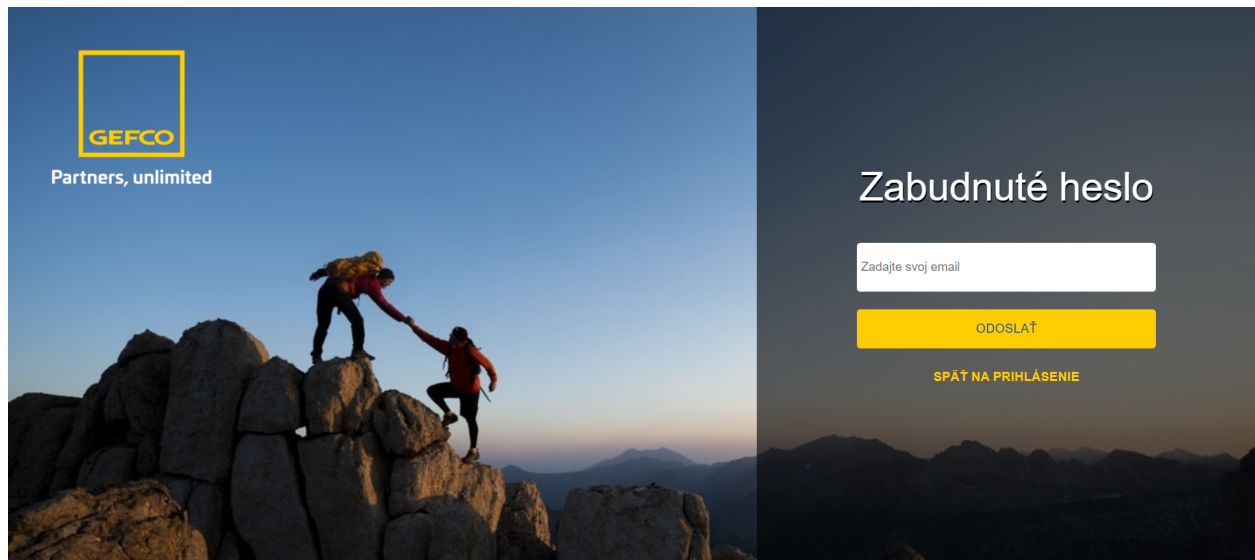 GEFCO
Partners, unlimited
Zabudnuté heslo
Zadajte svoj email
ODOSLAŤ
SPÄŤ NA PRIHLÁSENIE